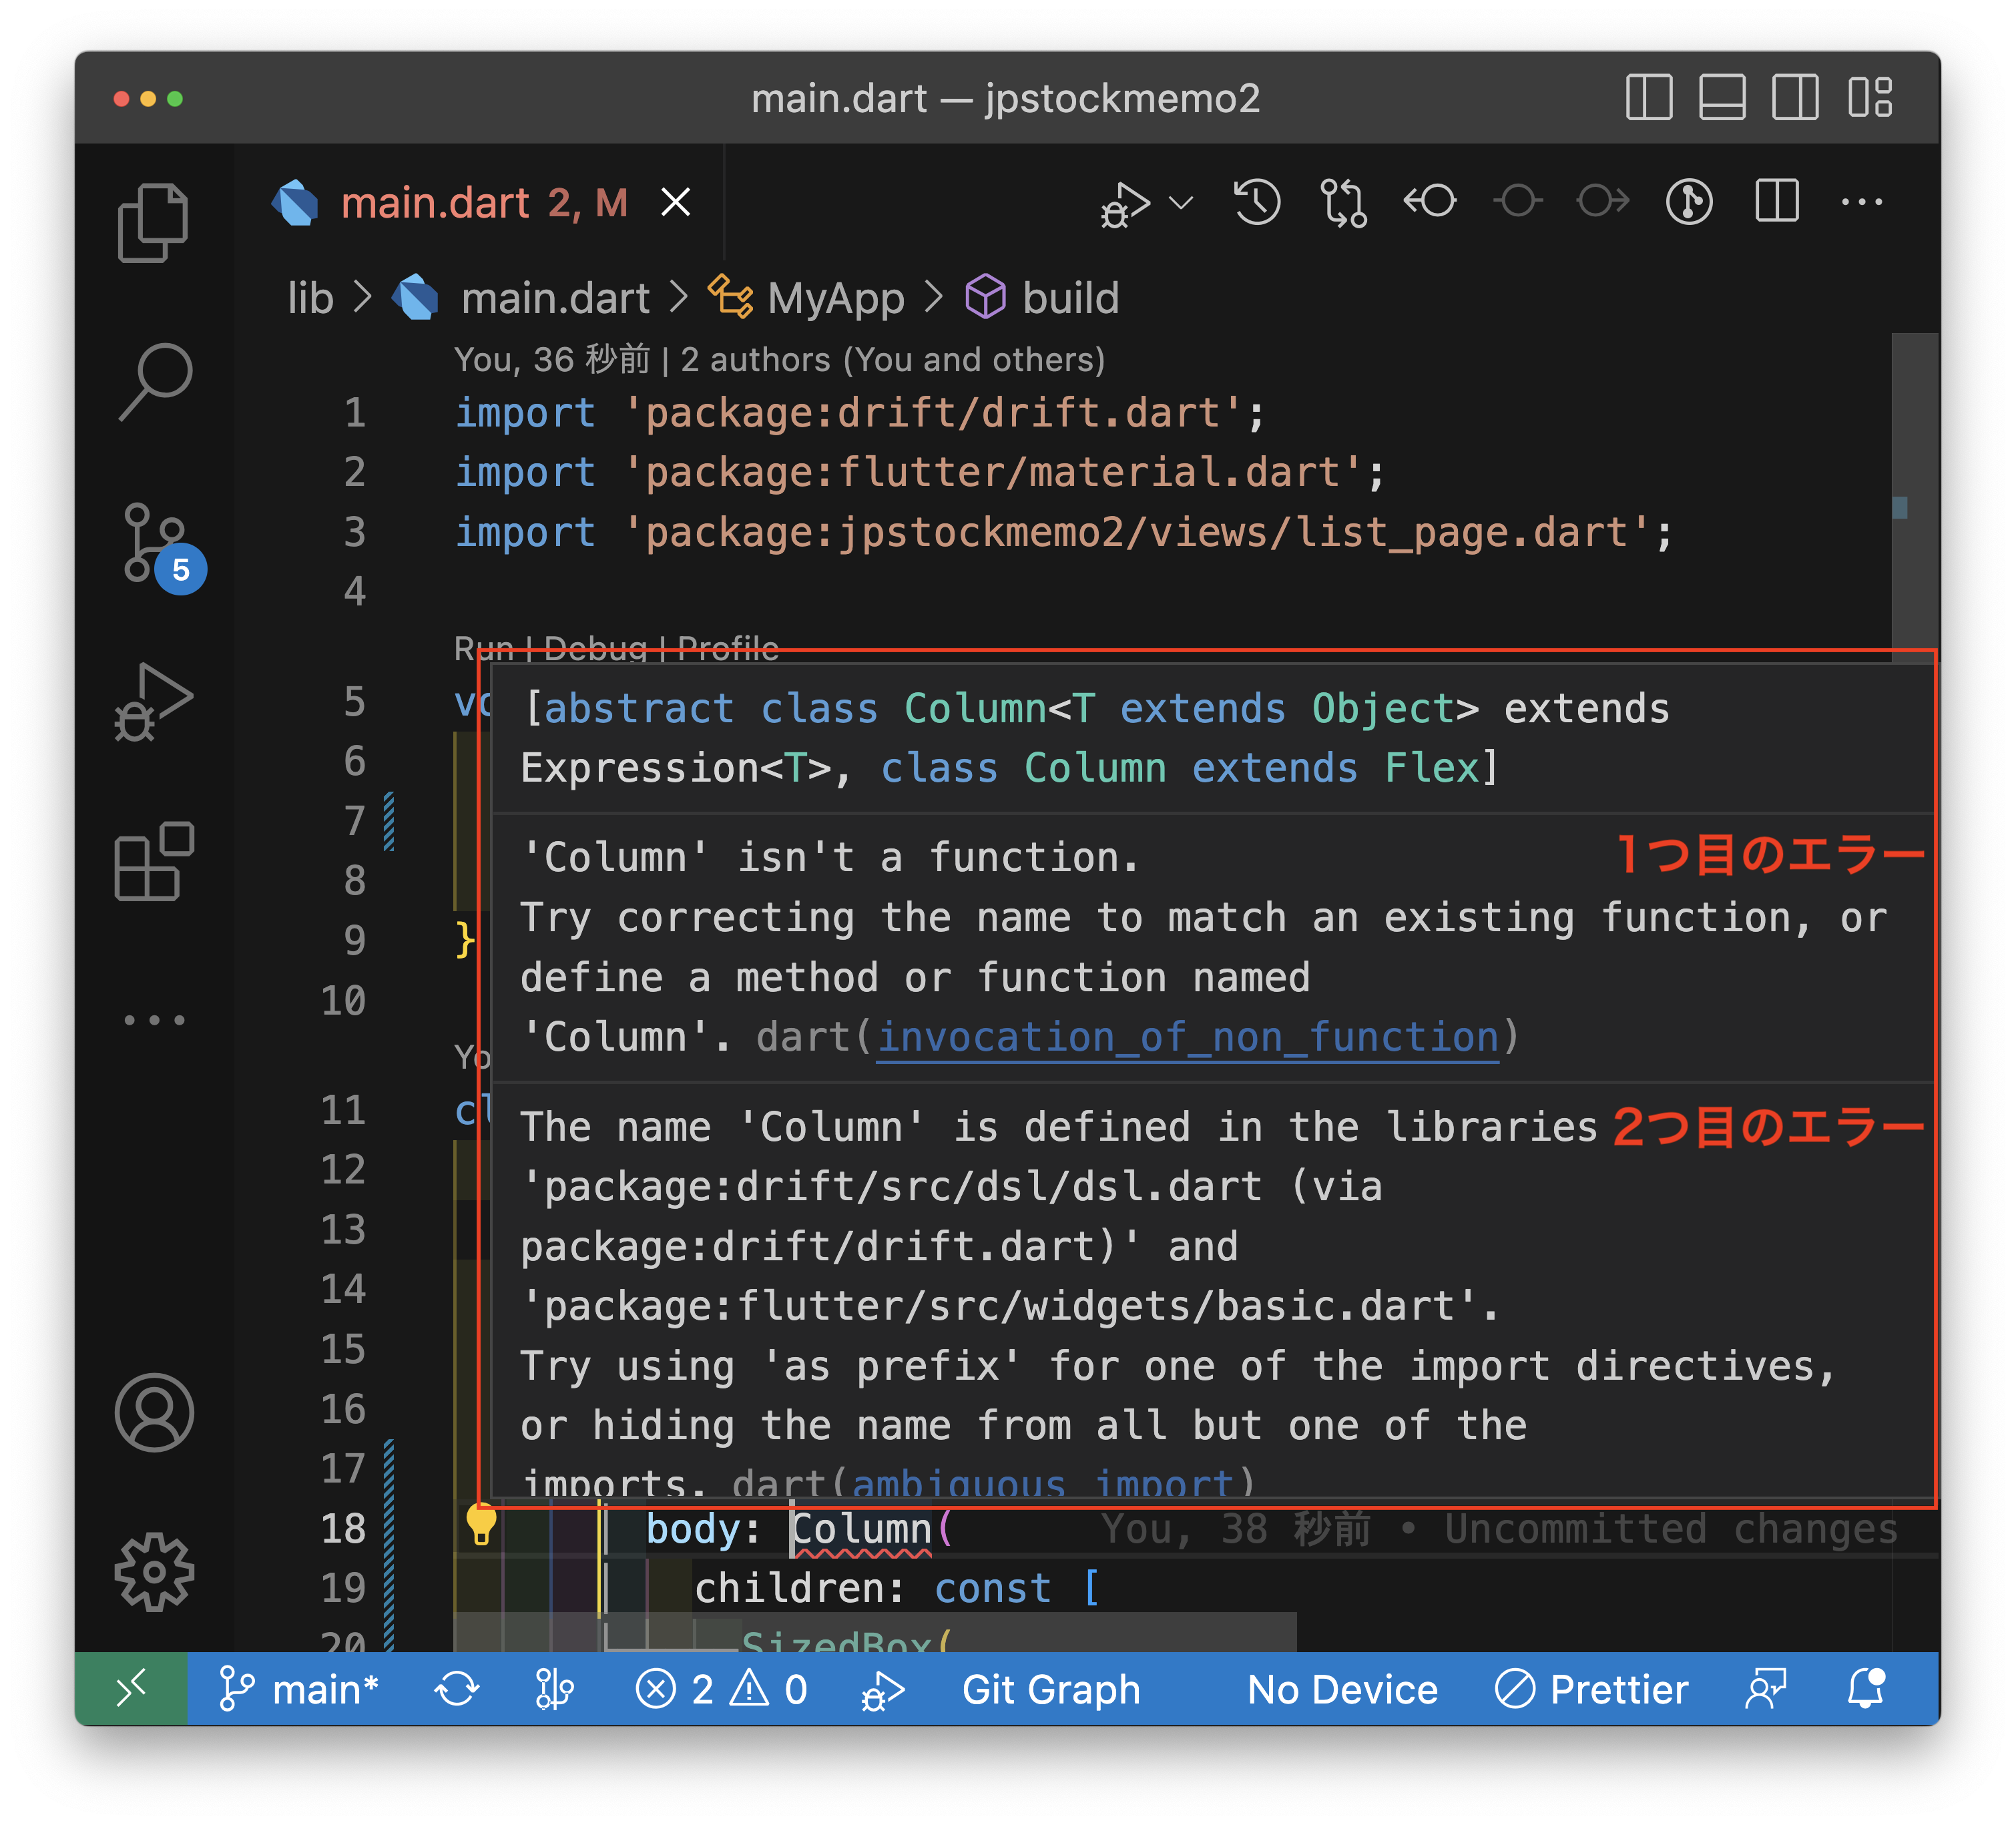 main.dart — jpstockmemo2
main.dart 2, M
lib > main.dart > MyApp > build
You, 36 秒前 | 2 authors (You and others)
1 import 'package:drift/drift.dart';
2 import 'package:flutter/material.dart';
3 import 'package:jpstockmemo2/views/list_page.dart';
4
Run | Debug | Profile
5 vo
[abstract class Column<T extends Object> extends
6
Expression<T>, class Column extends Flex]
7
8
'Column' isn't a function. 1つ目のエラー
Try correcting the name to match an existing function, or
9 }
define a method or function named
10
'Column'. dart(invocation_of_non_function)
Yo
11 cl
The name 'Column' is defined in the libraries 2つ目のエラー
12
'package:drift/src/dsl/dsl.dart (via
13
package:drift/drift.dart)' and
14
'package:flutter/src/widgets/basic.dart'.
15
Try using 'as prefix' for one of the import directives,
16
or hiding the name from all but one of the
17
imports. dart(ambiguous_import)
18 body: Column( You, 38 秒前 • Uncommitted changes
19 children: const [
20 SizedBox(
5
main* 2 0 Git Graph No Device Prettier